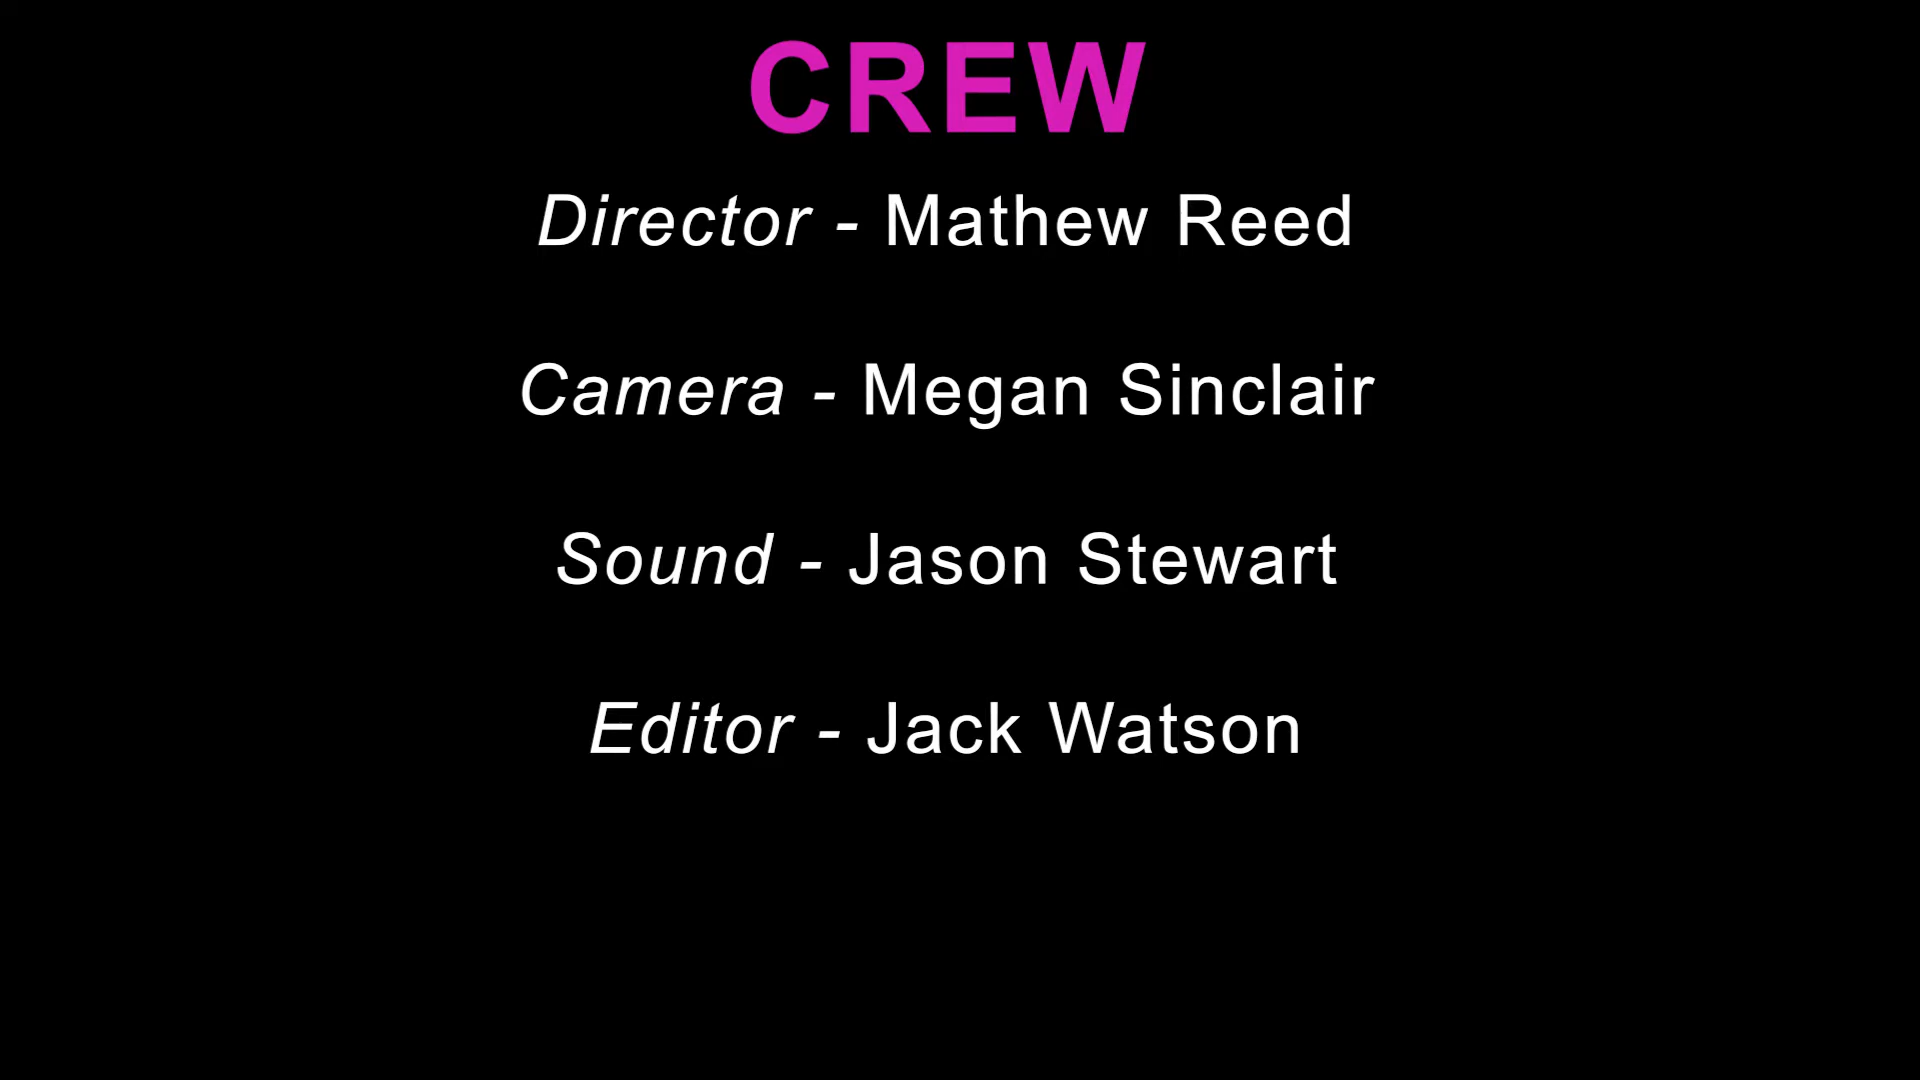 CREW
Director - Mathew Reed
Camera - Megan Sinclair
Sound - Jason Stewart
Editor - Jack Watson